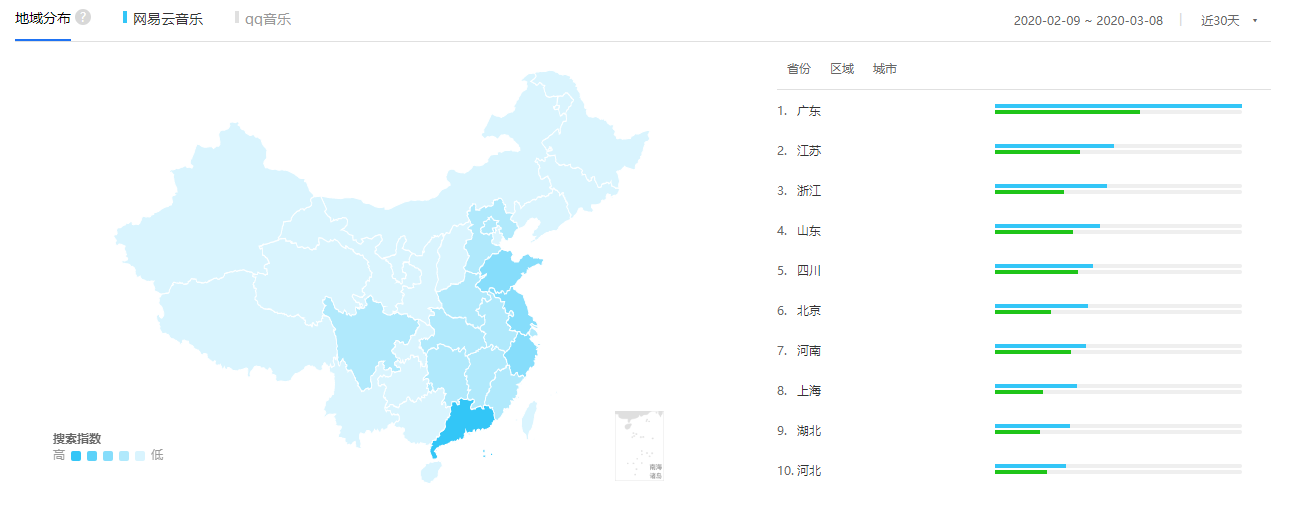 地域分布 ? 网易云音乐 qq音乐 2020-02-09 ~ 2020-03-08 近30天
省份 区域 城市
1. 广东
2. 江苏
3. 浙江
4. 山东
5. 四川
6. 北京
7. 河南
8. 上海
9. 湖北
10. 河北
搜索指数
高 低
南海
诸岛